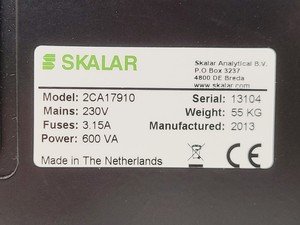 SKALAR
Skalar Analytical B.V.
P.O.Box 3237
4800 DE Breda
www.skalar.com
Model: 2CA17910 Serial: 13104
Mains: 230V Weight: 55 KG
Fuses: 3.15A Manufactured: 2013
Power: 600 VA
Made in The Netherlands CE